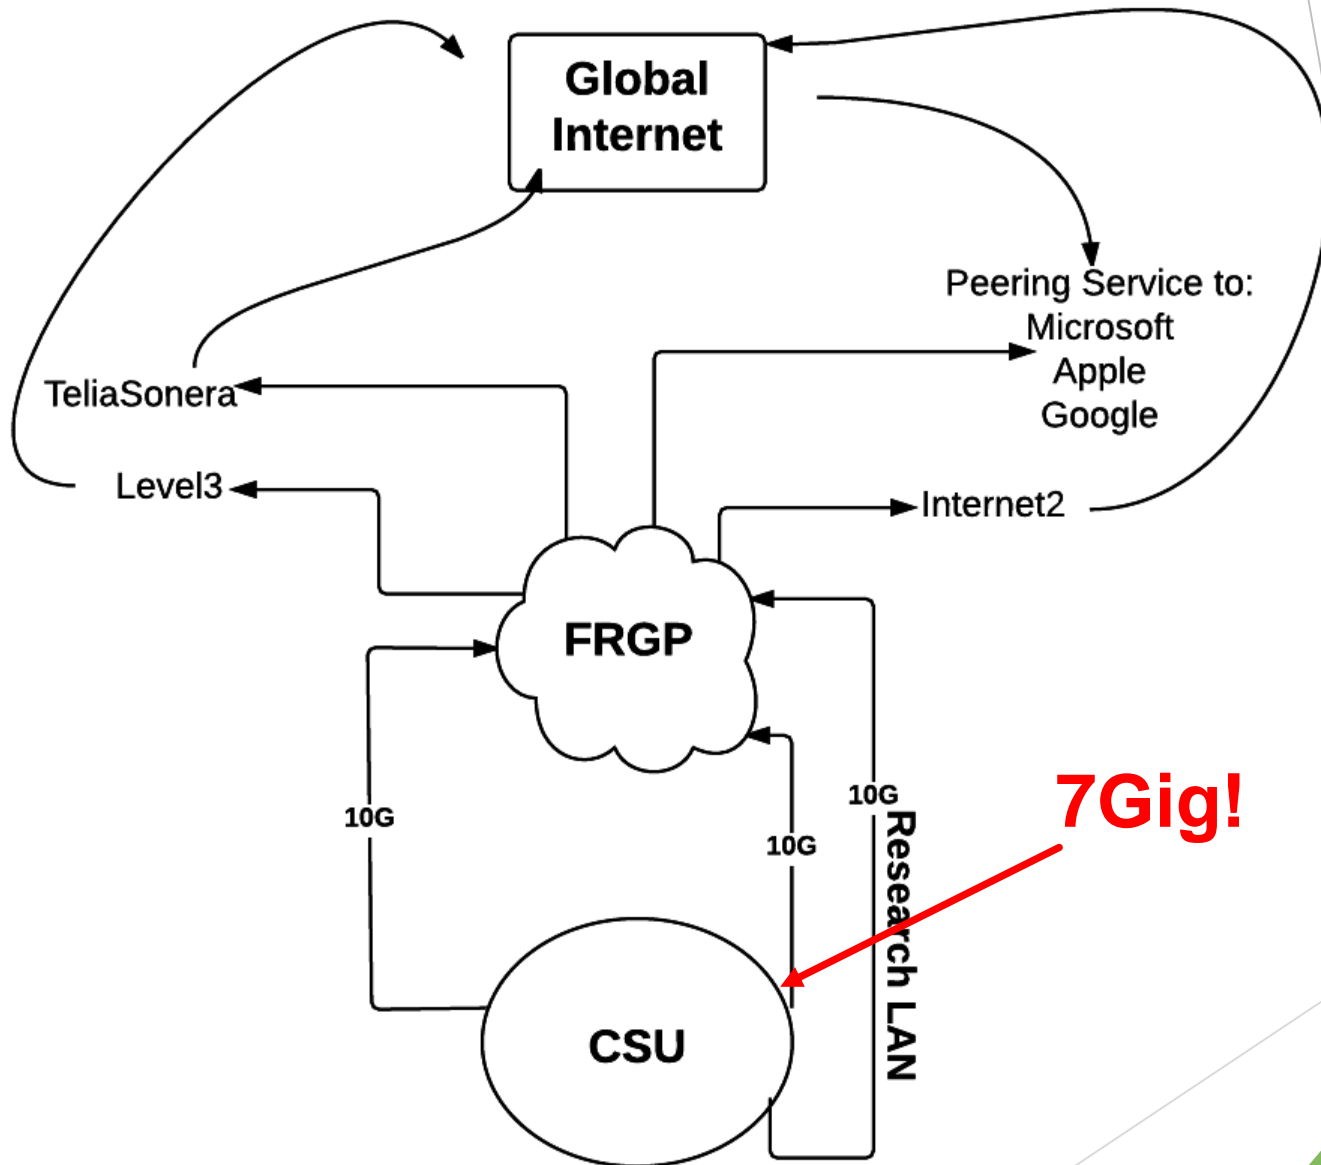 Global
Internet
Peering Service to:
Microsoft
Apple
Google
TeliaSonera
Level3
Internet2
FRGP
10G
10G
10G
Research LAN
7Gig!
CSU